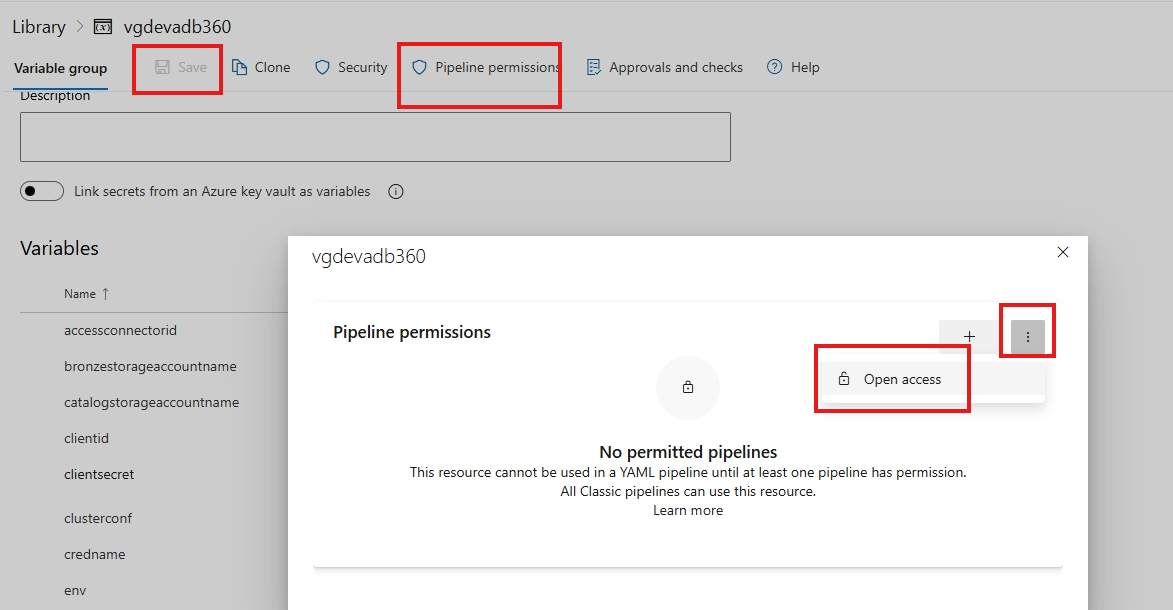 Library > vgdevadb360
Variable group Save Clone Security Pipeline permissions Approvals and checks Help
Description
Link secrets from an Azure key vault as variables
Variables
Name ↑
accessconnectorid
bronzestorageaccountname
catalogstorageaccountname
clientid
clientsecret
clusterconf
credname
env
vgdevadb360
Pipeline permissions
Open access
No permitted pipelines
This resource cannot be used in a YAML pipeline until at least one pipeline has permission.
All Classic pipelines can use this resource.
Learn more